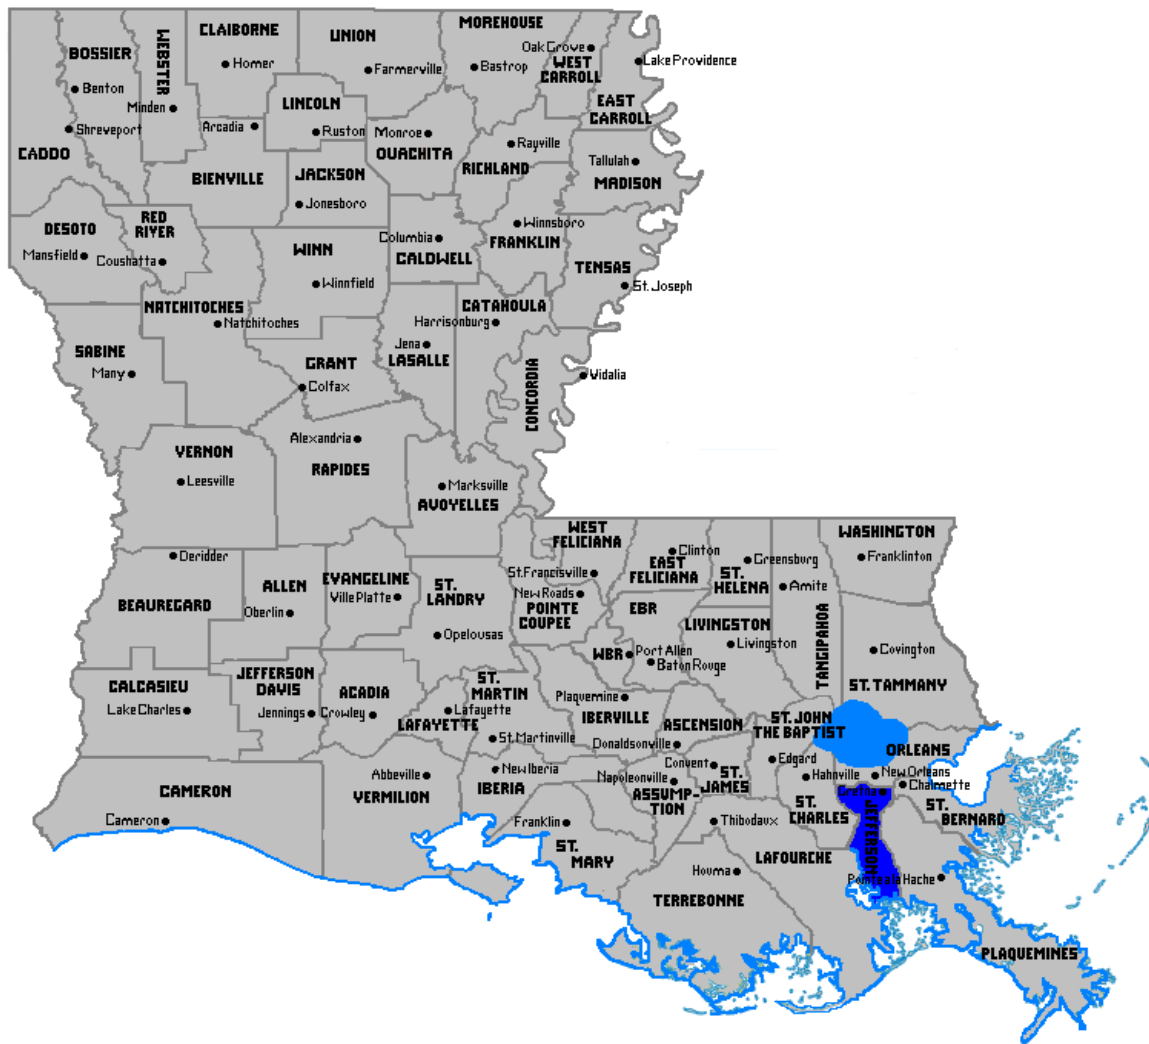 MOREHOUSE
CLAIBORNE
UNION
WEBSTER
BOSSIER
Oak Grove
WEST
CARROLL
Lake Providence
Homer
Farmerville
Bastrop
Benton
Minden
LINCOLN
EAST
CARROLL
Shreveport
Arcadia
Ruston
Monroe
OUACHITA
Rayville
CADDO
RICHLAND
Tallulah
MADISON
BIENVILLE
JACKSON
Jonesboro
DESOTO
RED
RIVER
Winnsboro
FRANKLIN
Mansfield
Coushatta
WINN
Columbia
CALDWELL
TENSAS
Winnfield
St. Joseph
NATCHITOCHES
Natchitoches
CATAHOULA
Harrisonburg
SABINE
Many
GRANT
Colfax
Jena
LASALLE
CONCORDIA
Vidalia
VERNON
Leesville
Alexandria
RAPIDES
Marksville
AVOYELLES
WEST
FELICIANA
WASHINGTON
Franklinton
Deridder
Clinton
EAST
FELICIANA
Greensburg
ST.
HELENA
Amite
BEAUREGARD
ALLEN
Oberlin
EVANGELINE
Ville Platte
ST.
LANDRY
St. Francisville
New Roads
POINTE
COUPEE
EBR
LIVINGSTON
Livingston
TANGIPAHOA
Opelousas
WBR
Port Allen
Baton Rouge
Covington
ST. TAMMANY
CALCASIEU
Lake Charles
JEFFERSON
DAVIS
Jennings
ACADIA
Crowley
ST.
MARTIN
Lafayette
LAFAYETTE
Plaquemine
IBERVILLE
ASCENSION
ST. JOHN
THE BAPTIST
St. Martinville
Donaldsonville
ORLEANS
CAMERON
Cameron
Abbeville
VERMILION
New Iberia
IBERIA
Napoleonville
ASSUMP-
TION
Convent
ST.
JAMES
Edgard
Hahnville
New Orleans
Chalmette
Gretna
ST.
CHARLES
JEFFERSON
ST.
BERNARD
Franklin
ST.
MARY
Thibodaux
LAFOURCHE
Houma
TERREBONNE
Pointe a la Hache
PLAQUEMINES